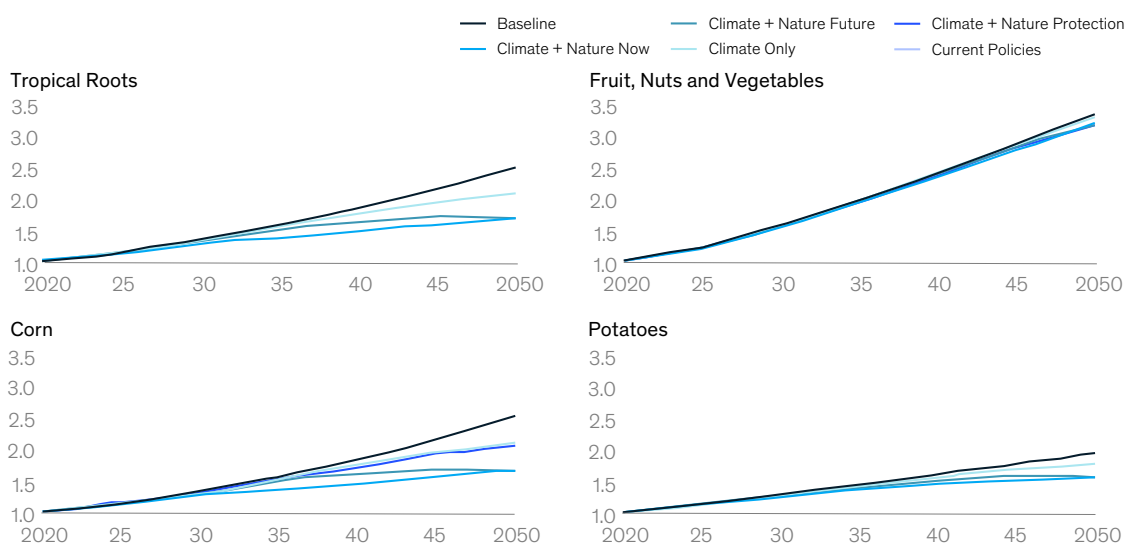 Baseline
Climate + Nature Future
Climate + Nature Protection
Climate + Nature Now
Climate Only
Current Policies
Tropical Roots
3.5
3.0
2.5
2.0
1.5
1.0
2020 25 30 35 40 45 2050
Fruit, Nuts and Vegetables
3.5
3.0
2.5
2.0
1.5
1.0
2020 25 30 35 40 45 2050
Corn
3.5
3.0
2.5
2.0
1.5
1.0
2020 25 30 35 40 45 2050
Potatoes
3.5
3.0
2.5
2.0
1.5
1.0
2020 25 30 35 40 45 2050